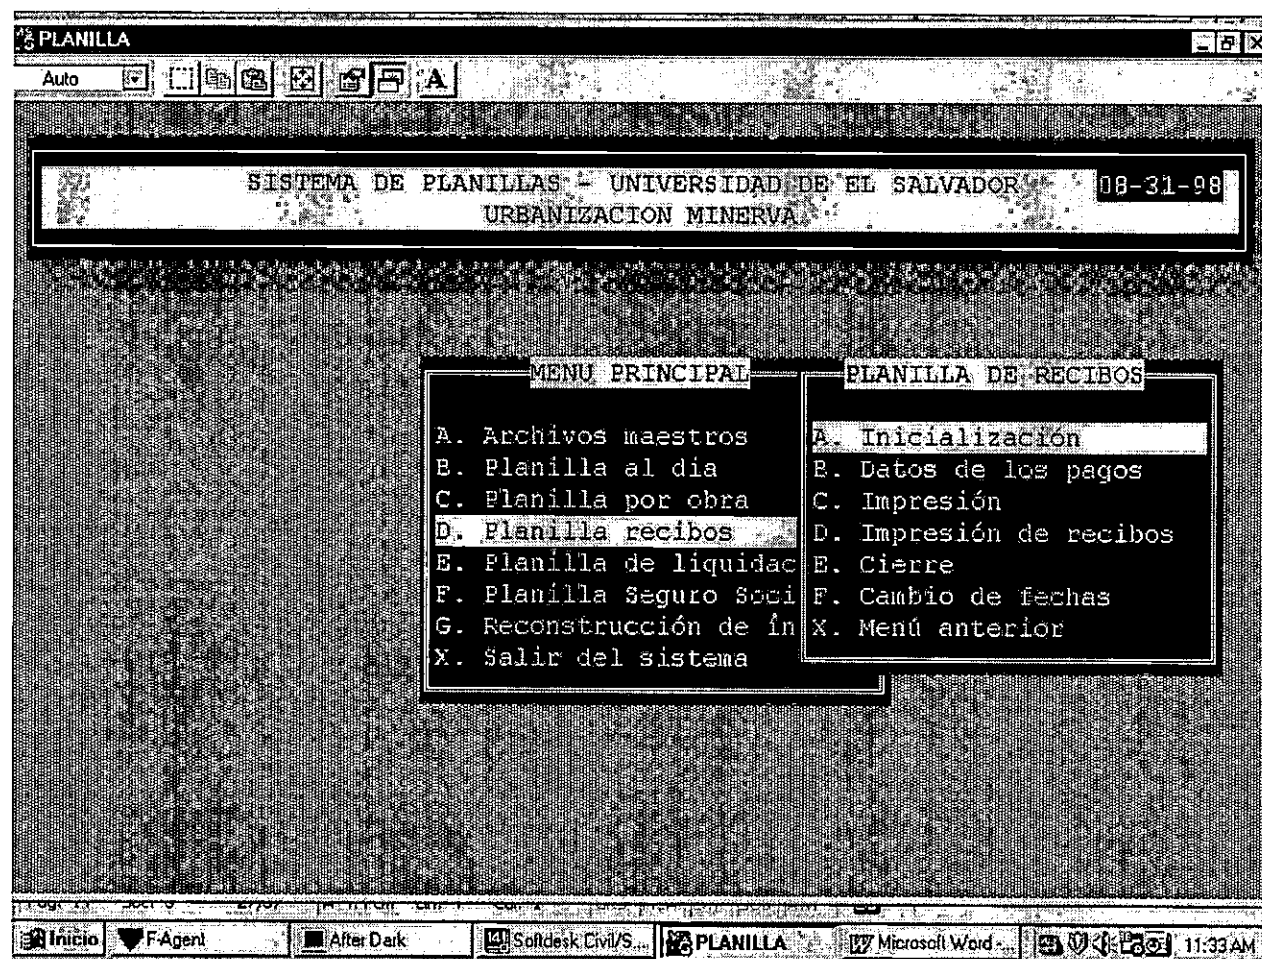 PLANILLA
Auto
A
SISTEMA DE PLANILLAS - UNIVERSIDAD DE EL SALVADOR
08-31-98
URBANIZACION MINERVA
MENU PRINCIPAL
A. Archivos maestros
B. Planilla al dia
C. Planilla por obra
D. Planilla recibos
E. Planilla de liquidac
F. Planilla Seguro Soci
G. Reconstrucción de ín
X. Salir del sistema
PLANILLA DE RECIBOS
A. Inicialización
B. Datos de los pagos
C. Impresión
D. Impresión de recibos
E. Cierre
F. Cambio de fechas
X. Menú anterior
Inicio
F-Agent
After Dark
Softdesk Civil/S...
PLANILLA
Microsoft Word -...
11:33 AM